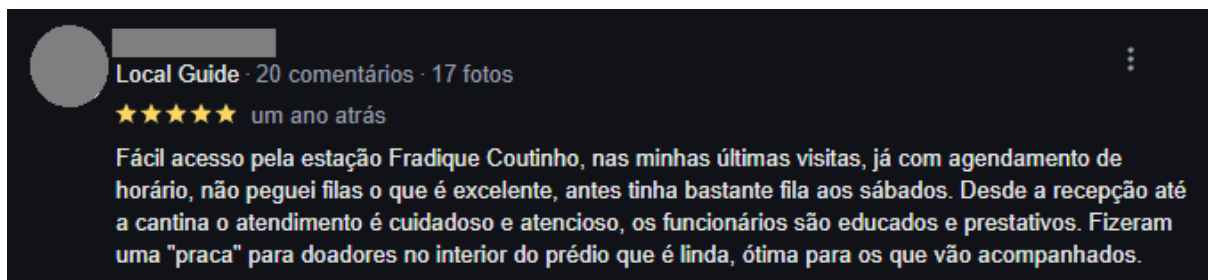 Local Guide · 20 comentários · 17 fotos
um ano atrás
Fácil acesso pela estação Fradique Coutinho, nas minhas últimas visitas, já com agendamento de
horário, não peguei filas o que é excelente, antes tinha bastante fila aos sábados. Desde a recepção até
a cantina o atendimento é cuidadoso e atencioso, os funcionários são educados e prestativos. Fizeram
uma "praca" para doadores no interior do prédio que é linda, ótima para os que vão acompanhados.